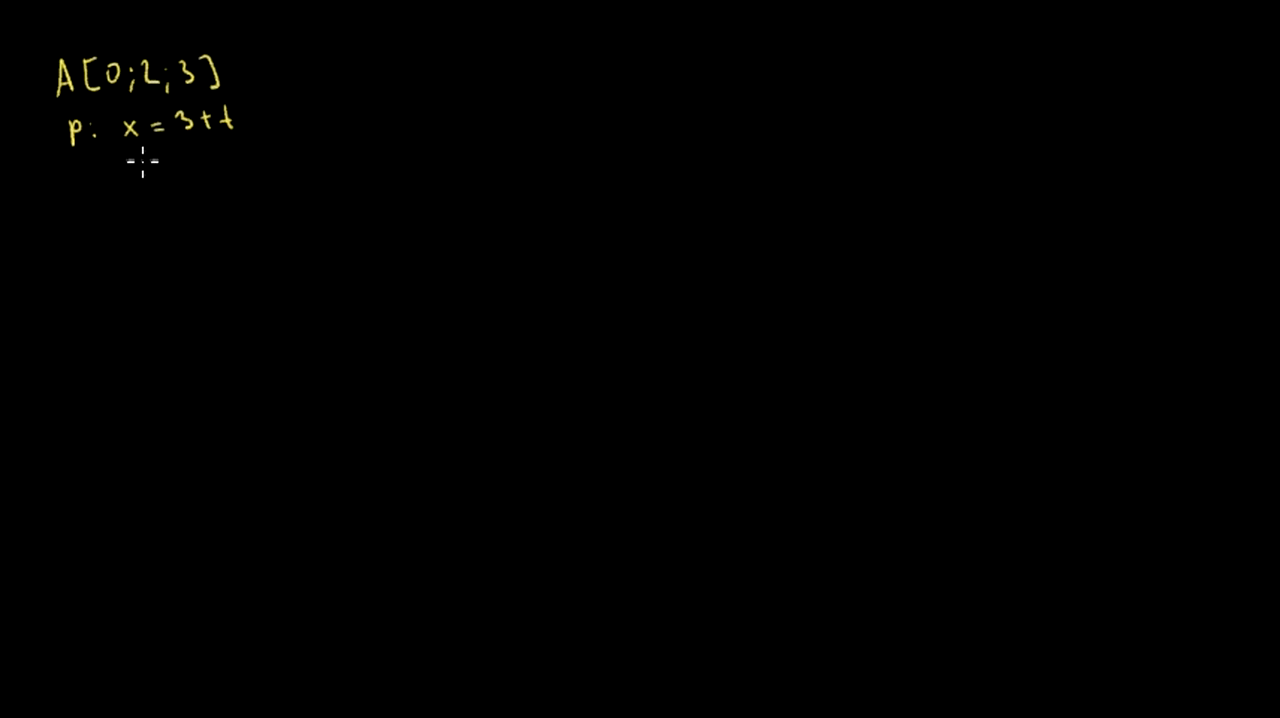 A[0;2;3]
p: x = 3+t